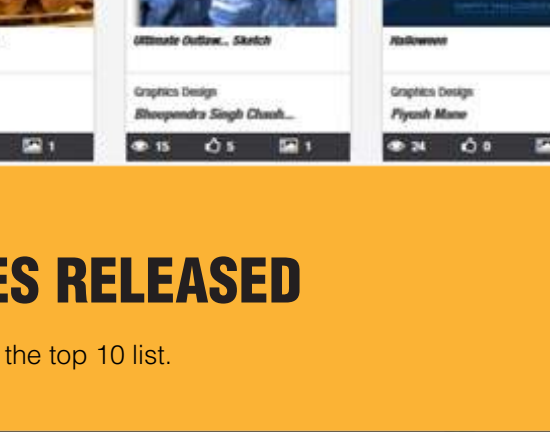 Ultimate Outlaw... Sketch
Halloween
Graphics Design
Graphics Design
Bhoopendra Singh Chauh...
Piyush Mane
1
15
5
1
24
0
ES RELEASED
the top 10 list.